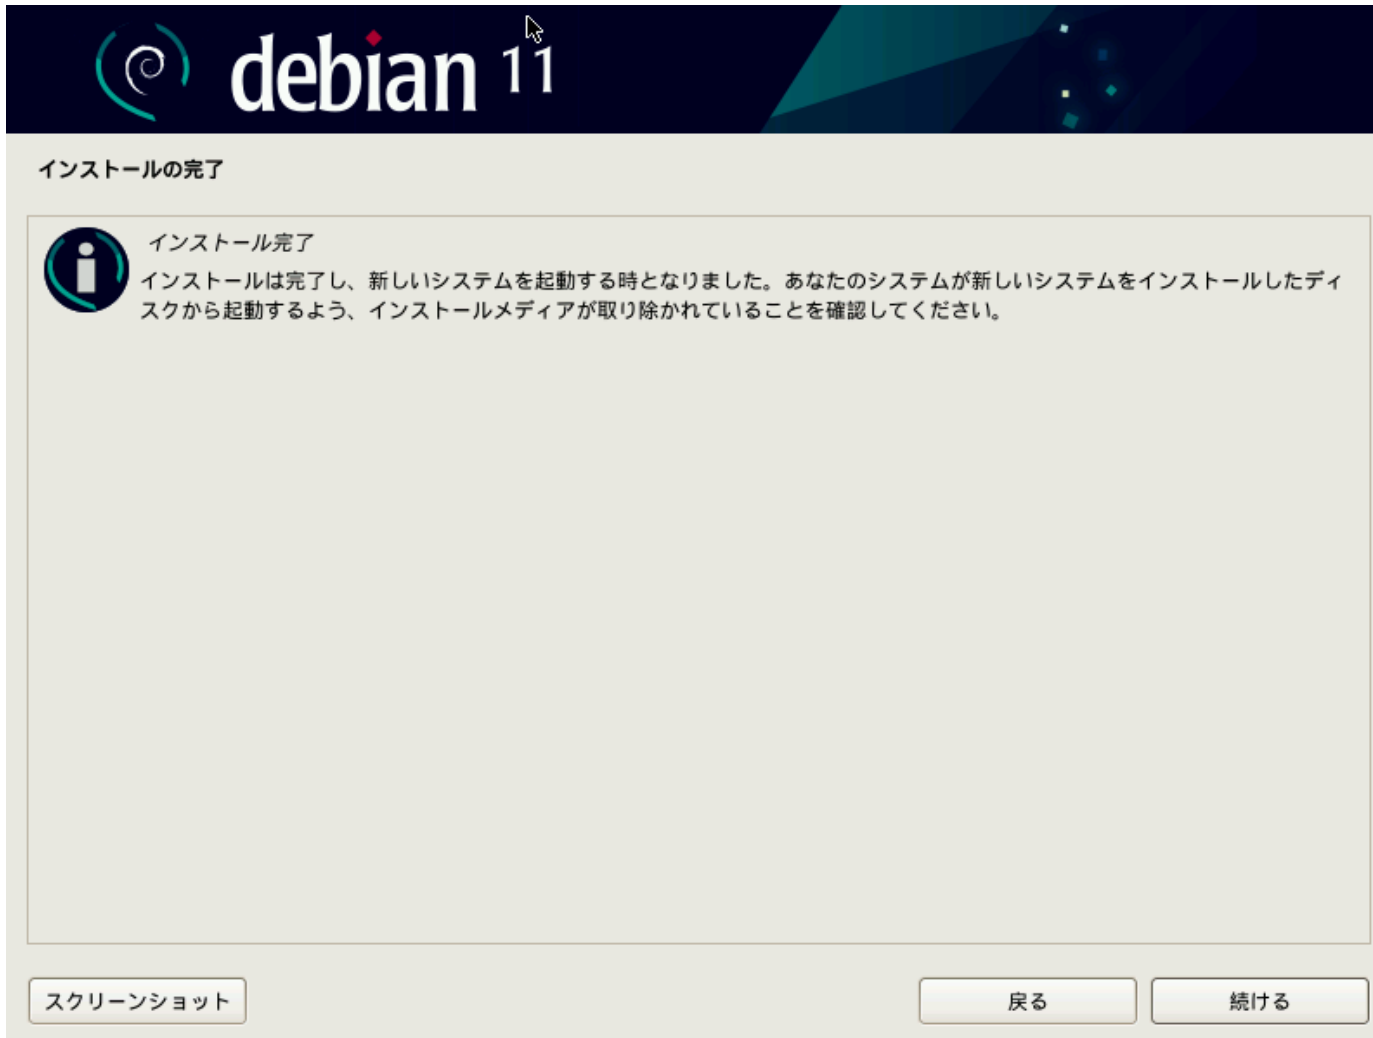 debian 11
インストールの完了
インストール完了
インストールは完了し、新しいシステムを起動する時となりました。あなたのシステムが新しいシステムをインストールしたディ
スクから起動するよう、インストールメディアが取り除かれていることを確認してください。
スクリーンショット
戻る
続ける